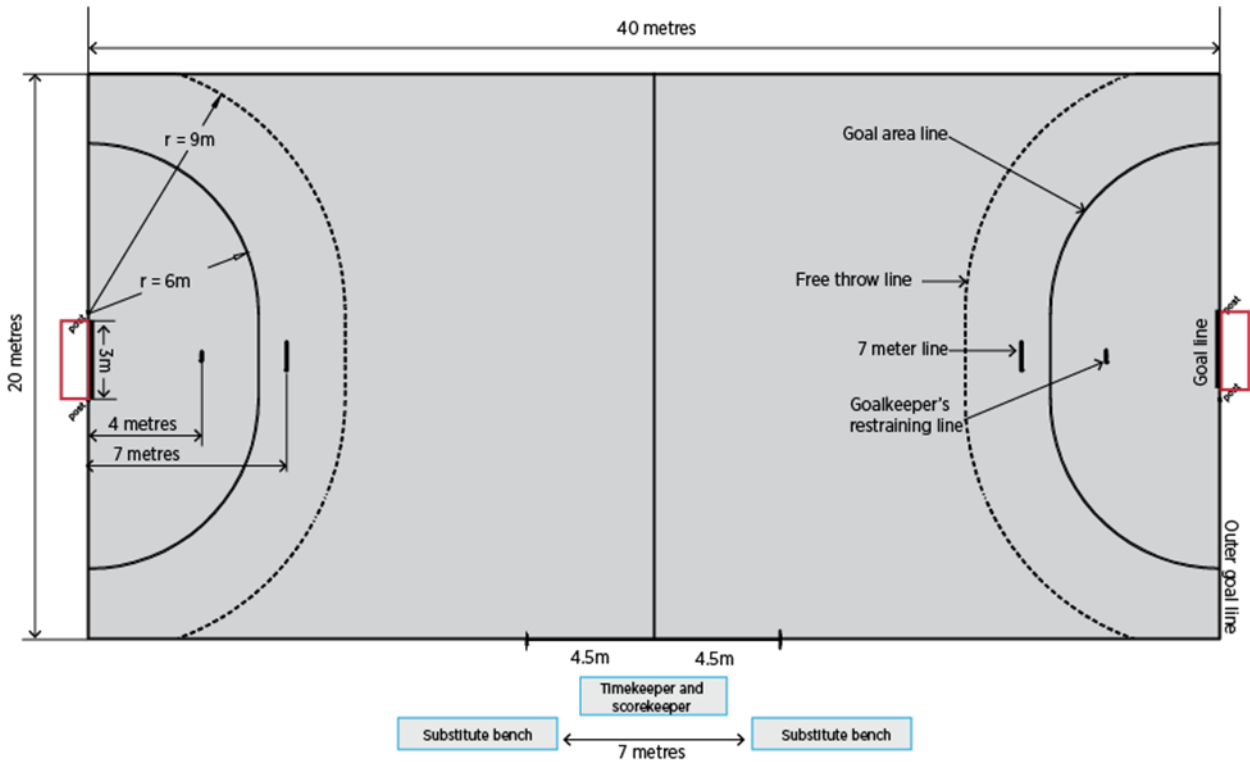 40 metres
r = 9m
Goal area line
r = 6m
Free throw line
post
post
20 metres
3m
7 meter line
Goal line
Goalkeeper's
restraining line
post
post
4 metres
7 metres
Outer goal line
4.5m
4.5m
Timekeeper and
scorekeeper
Substitute bench
Substitute bench
7 metres